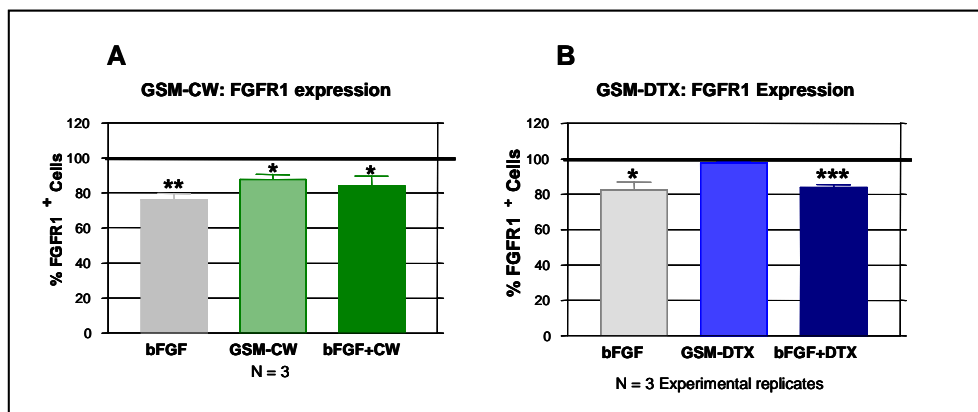 A
GSM-CW: FGFR1 expression
120
100
80
60
40
20
0
% FGFR1 + Cells
**
*
*
bFGF
GSM-CW
bFGF+CW
N = 3
B
GSM-DTX: FGFR1 Expression
120
100
80
60
40
20
0
% FGFR1 + Cells
*
***
bFGF
GSM-DTX
bFGF+DTX
N = 3 Experimental replicates